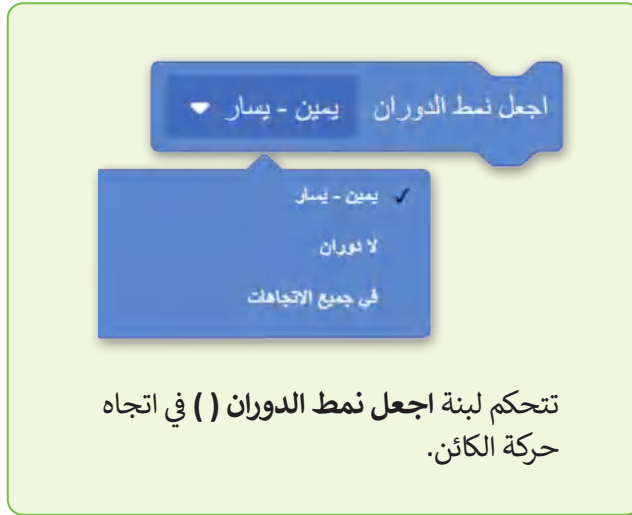 اجعل نمط الدوران يمين - يسار
✓ يمين - يسار
لا دوران
في جميع الاتجاهات
تتحكم لبنة اجعل نمط الدوران ( ) في اتجاه
حركة الكائن.